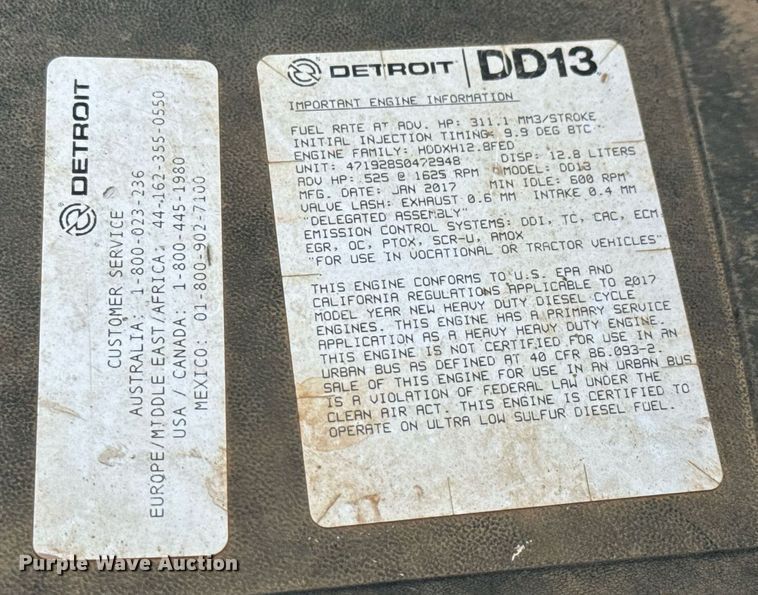 DETROIT
CUSTOMER SERVICE
AUSTRALIA: 1-800-023-236
EUROPE/MIDDLE EAST/AFRICA: 44-162-355-0550
USA / CANADA: 1-800-445-1980
MEXICO: 01-800-902-7100
DETROIT | DD13
IMPORTANT ENGINE INFORMATION
FUEL RATE AT ADV. HP: 311.1 MM3/STROKE
INITIAL INJECTION TIMING: 9.9 DEG BTC
ENGINE FAMILY: HDDXH12.8FED
UNIT: 471928S0472948 DISP: 12.8 LITERS
ADV HP: 525 @ 1625 RPM MODEL: DD13
MFG. DATE: JAN 2017 MIN IDLE: 600 RPM
VALVE LASH: EXHAUST 0.6 MM INTAKE 0.4 MM
"DELEGATED ASSEMBLY"
EMISSION CONTROL SYSTEMS: DDI, TC, CAC, ECM,
EGR, OC, PTOX, SCR-U, AMOX
"FOR USE IN VOCATIONAL OR TRACTOR VEHICLES"
THIS ENGINE CONFORMS TO U.S. EPA AND
CALIFORNIA REGULATIONS APPLICABLE TO 2017
MODEL YEAR NEW HEAVY DUTY DIESEL CYCLE
ENGINES. THIS ENGINE HAS A PRIMARY SERVICE
APPLICATION AS A HEAVY HEAVY DUTY ENGINE.
THIS ENGINE IS NOT CERTIFIED FOR USE IN AN
URBAN BUS AS DEFINED AT 40 CFR 86.093-2.
SALE OF THIS ENGINE FOR USE IN AN URBAN BUS
IS A VIOLATION OF FEDERAL LAW UNDER THE
CLEAN AIR ACT. THIS ENGINE IS CERTIFIED TO
OPERATE ON ULTRA LOW SULFUR DIESEL FUEL.
Purple Wave Auction